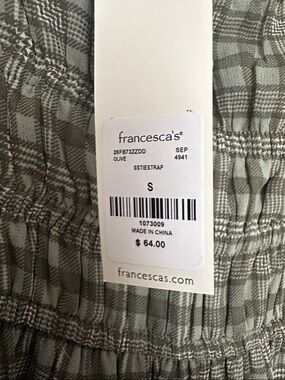 francesca's®
26FB73ZZDD SEP
OLIVE 4941
SSTIESTRAP
S
1073009
MADE IN CHINA
$ 64.00
francescas.com